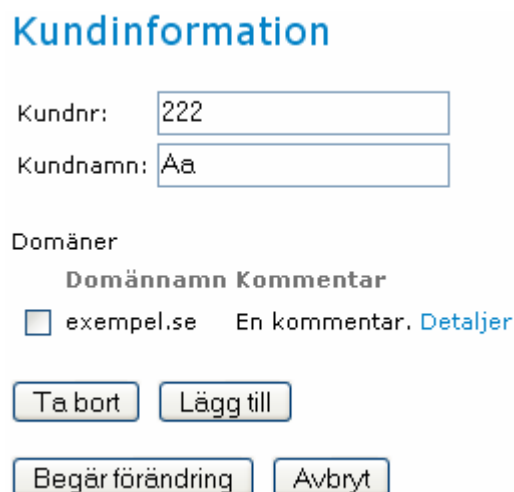 Kundinformation
Kundnr: 222
Kundnamn: Aa
Domäner
Domännamn Kommentar
exempel.se En kommentar. Detaljer
Ta bort Lägg till
Begär förändring Avbryt